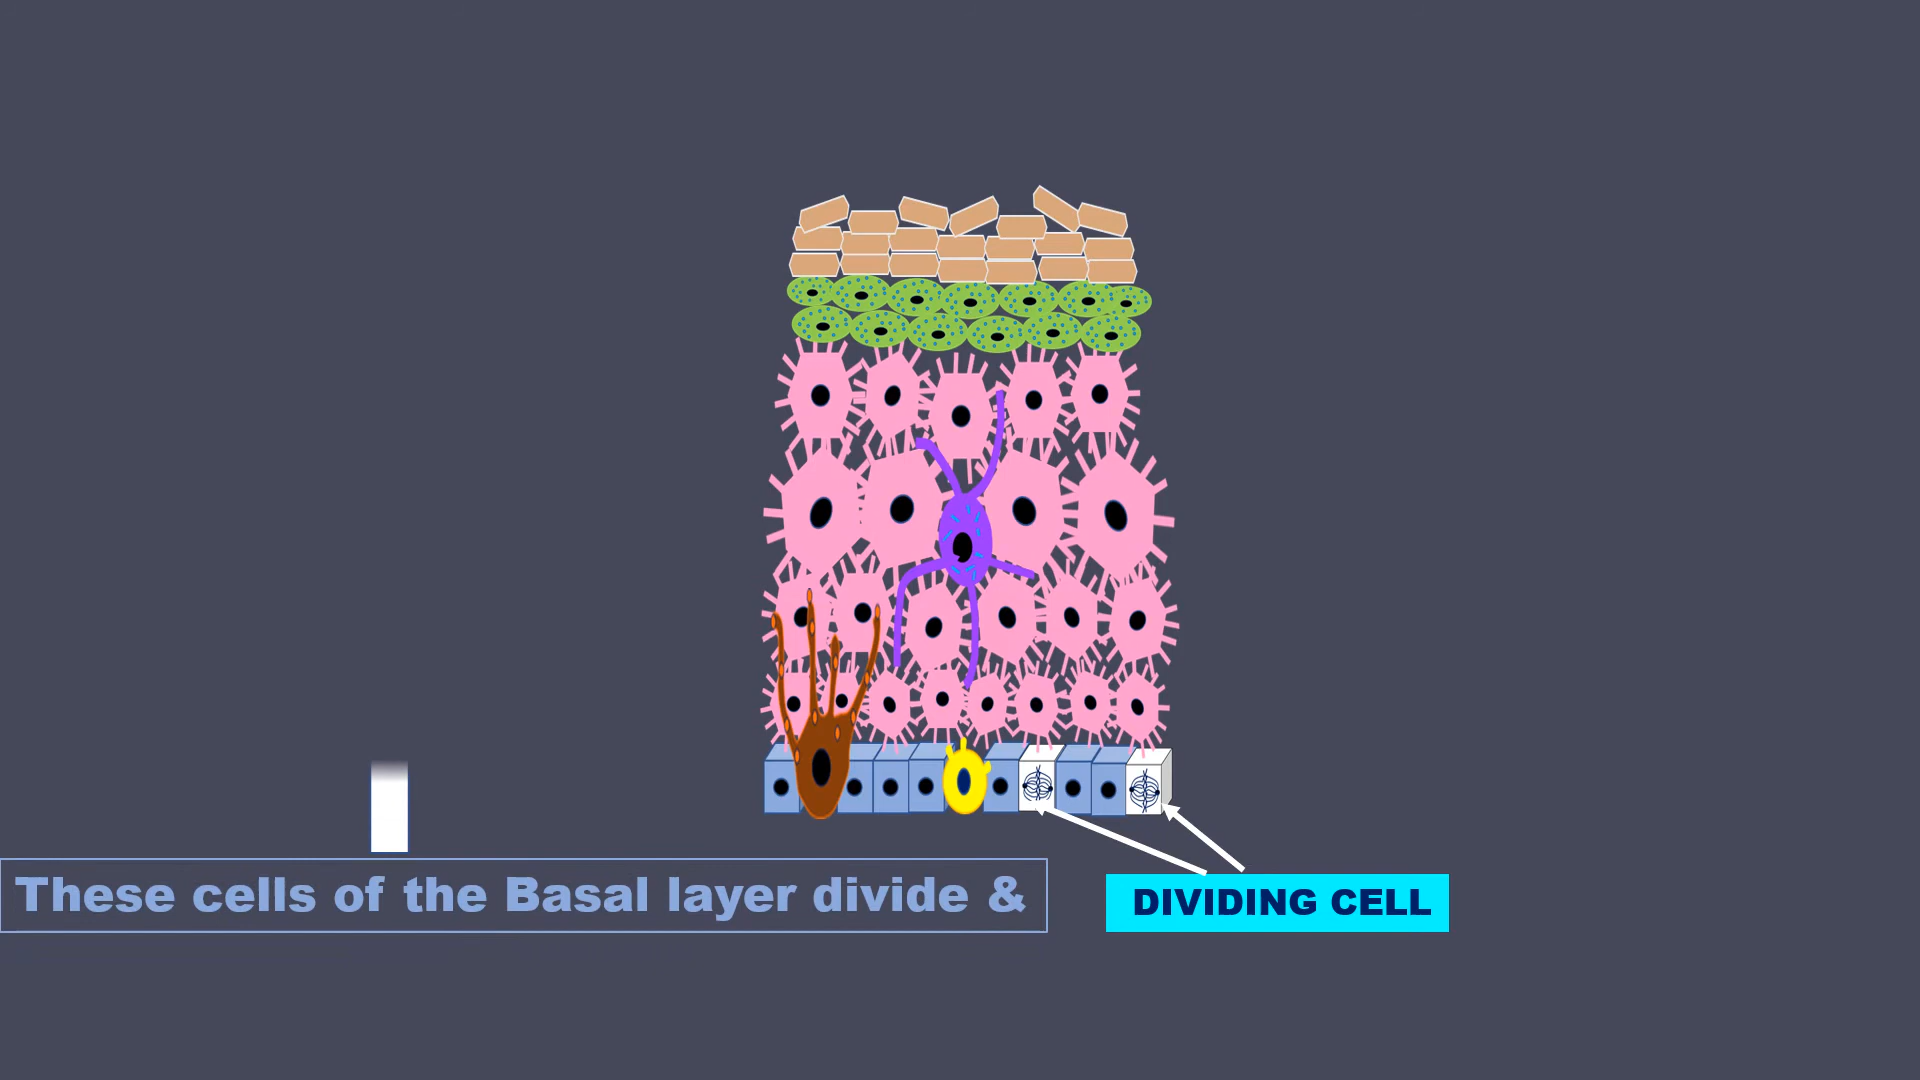 These cells of the Basal layer divide &
DIVIDING CELL